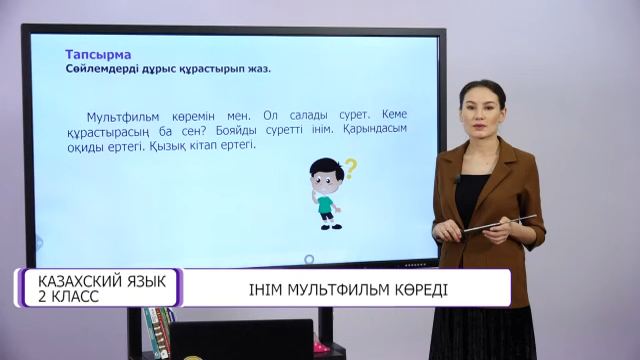 Тапсырма
Сөйлемдерді дұрыс құрастырып жаз.
Мультфильм көремін мен. Ол салады сурет. Кеме
құрастырасың ба сен? Бояйды суретті інім. Қарындасым
оқиды ертегі. Қызық кітап ертегі.
КАЗАХСКИЙ ЯЗЫК
2 КЛАСС
ІНІМ МУЛЬТФИЛЬМ КӨРЕДІ